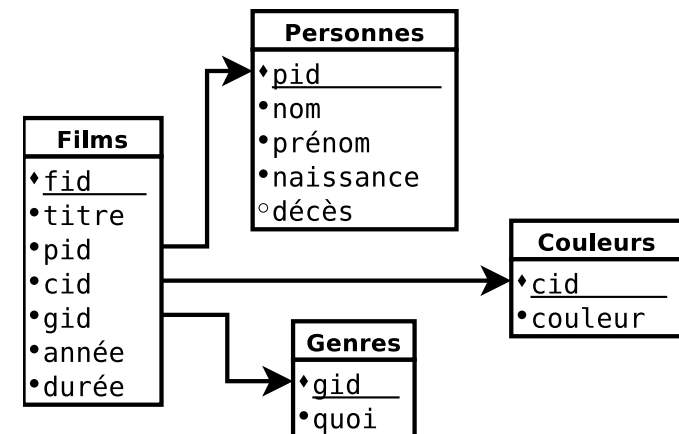 Personnes
pid
nom
prénom
naissance
décès
Films
fid
titre
pid
cid
gid
année
durée
Couleurs
cid
couleur
Genres
gid
quoi